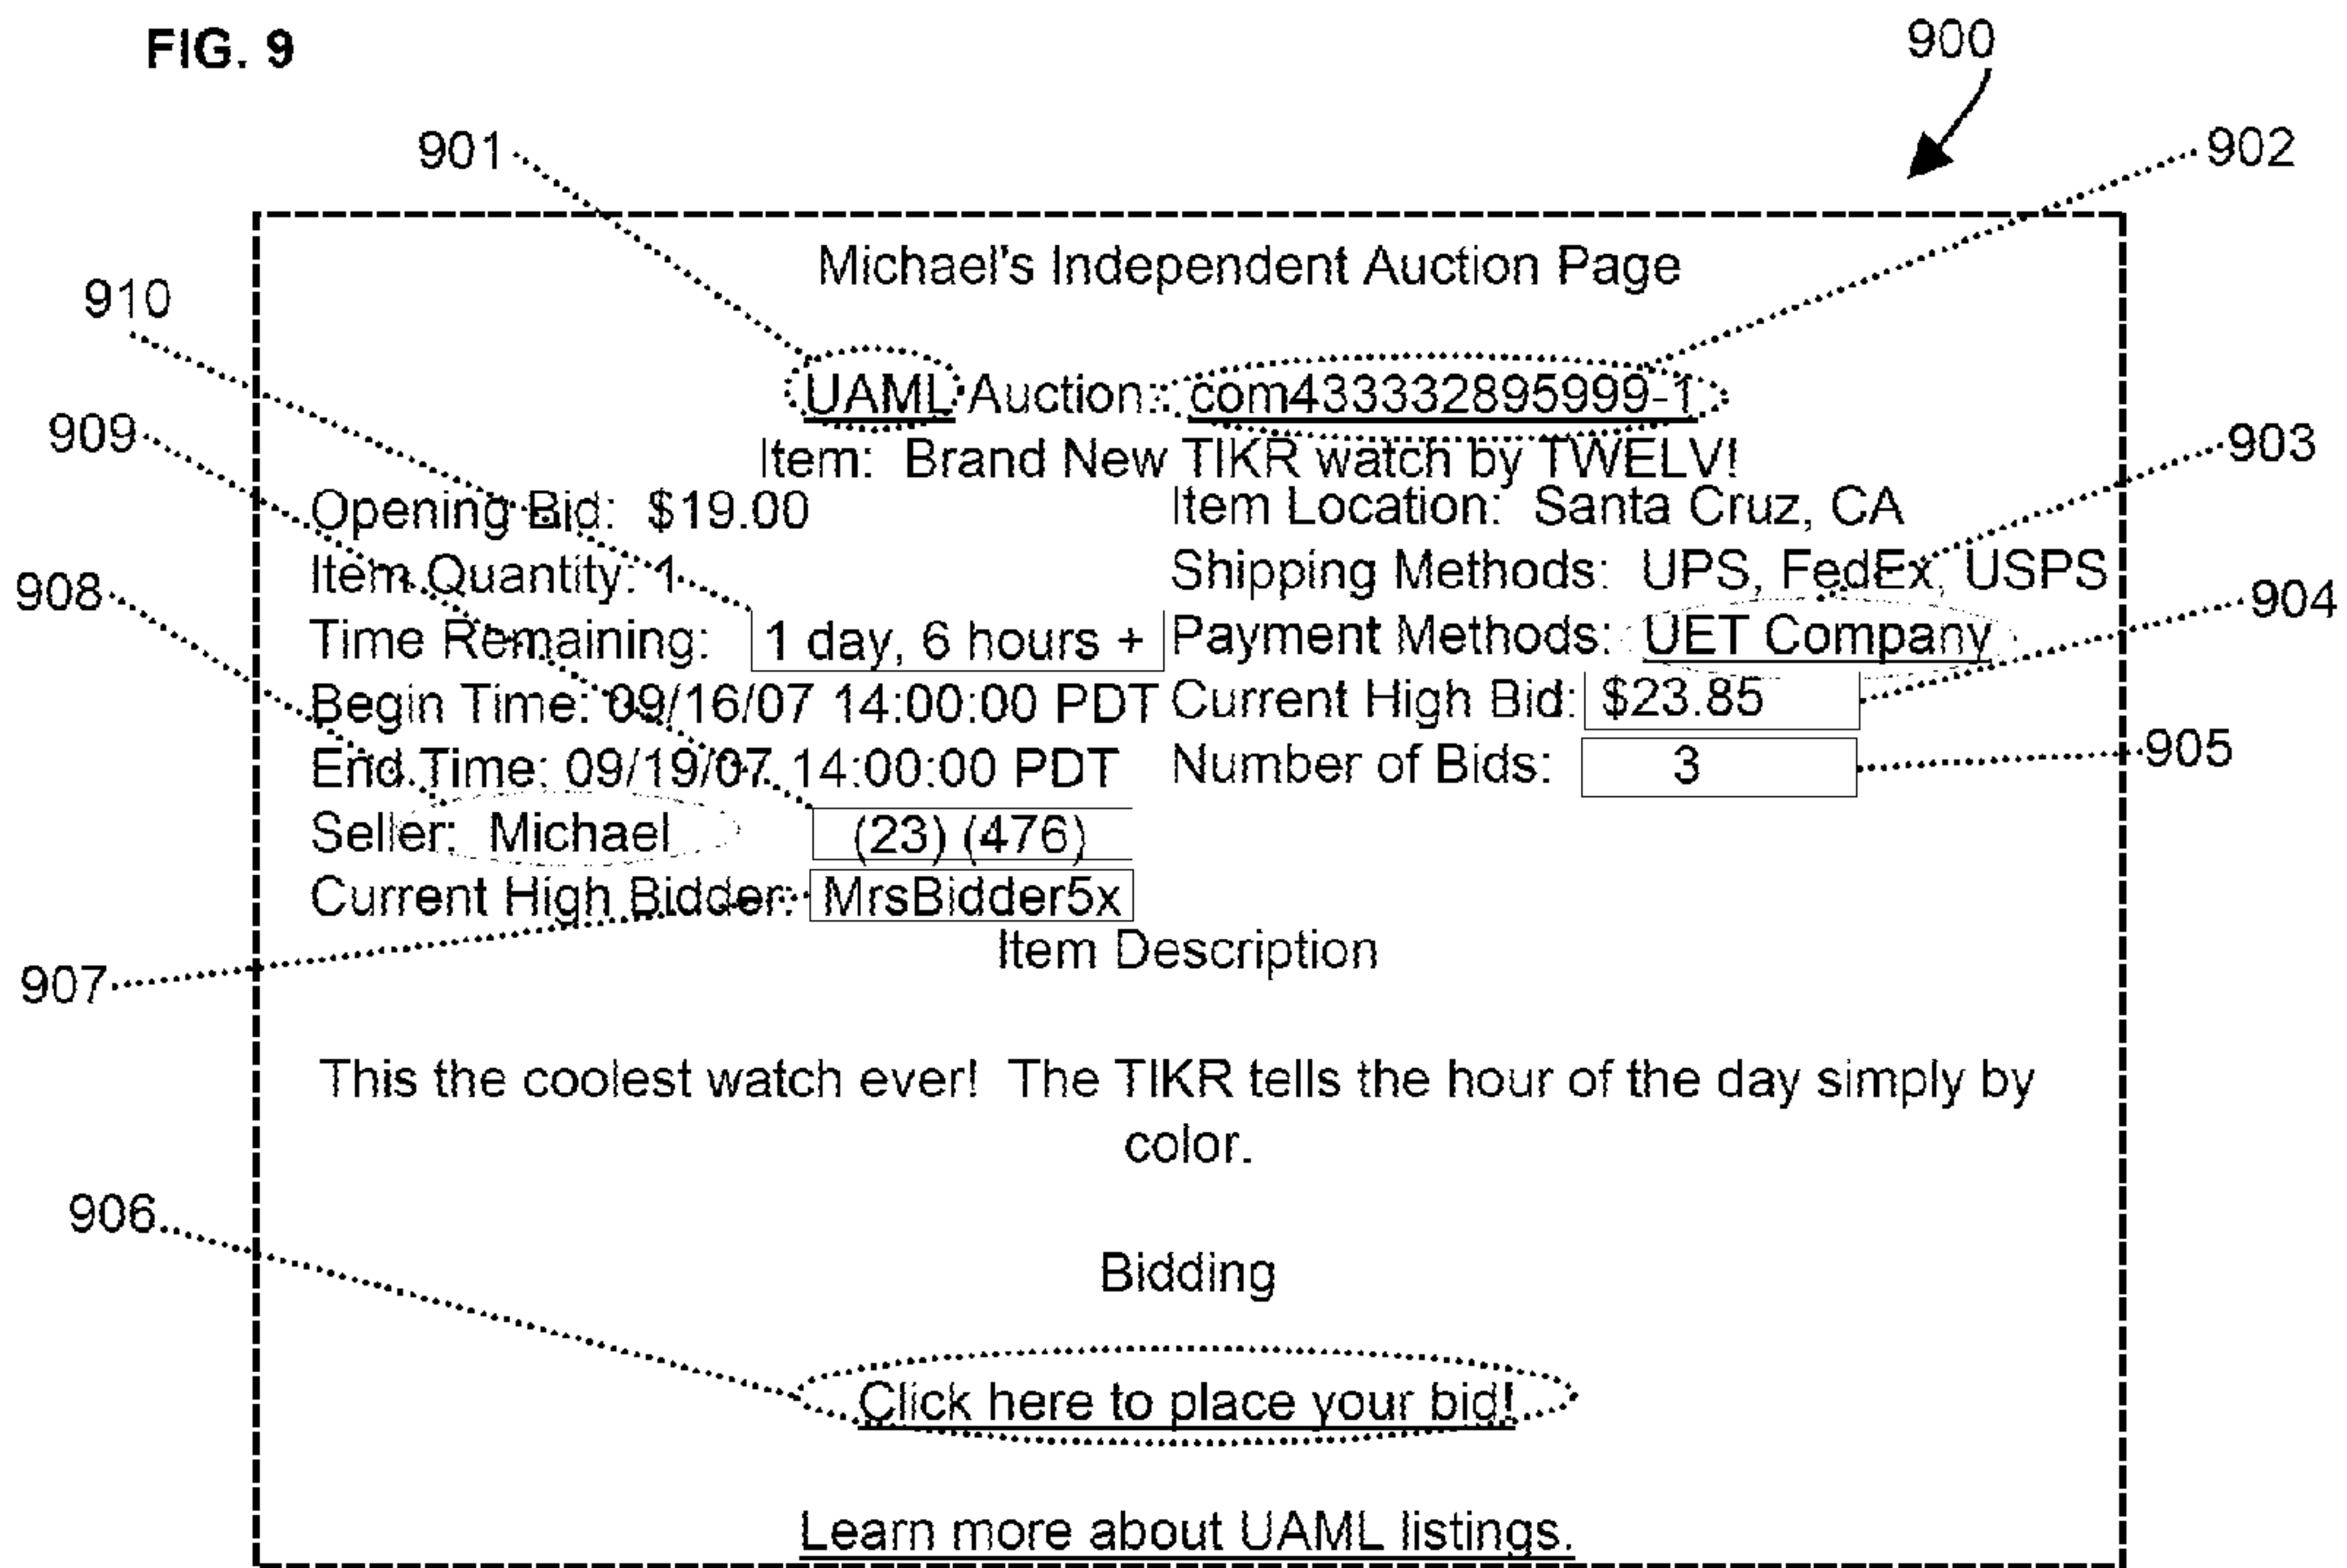 FIG. 9
900
901
902
Michael's Independent Auction Page
910
UAML Auction: com433332895999-1
909
903
Item: Brand New TIKR watch by TWELV!
Opening Bid: $19.00
Item Location: Santa Cruz, CA
Item Quantity: 1
Shipping Methods: UPS, FedEx, USPS
908
904
Time Remaining: 1 day, 6 hours +
Payment Methods: UET Company
Begin Time: 09/16/07 14:00:00 PDT
Current High Bid: $23.85
End Time: 09/19/07 14:00:00 PDT
Number of Bids: 3
905
Seller: Michael (23) (476)
Current High Bidder: MrsBidder5x
Item Description
907
This the coolest watch ever! The TIKR tells the hour of the day simply by
color.
906
Bidding
Click here to place your bid!
Learn more about UAML listings.